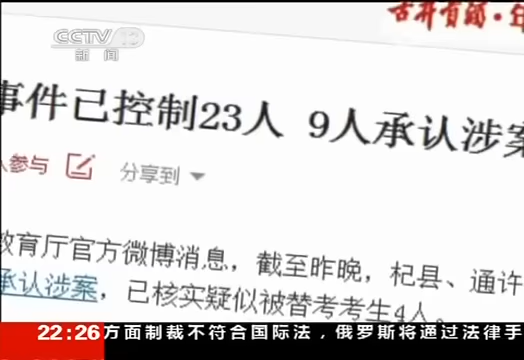 CCTV 13
新闻
事件已控制23人 9人承认涉案
人参与 分享到
教育厅官方微博消息，截至昨晚，杞县、通许
承认涉案，已核实疑似被替考考生4人。
22:26 方面制裁不符合国际法，俄罗斯将通过法律手